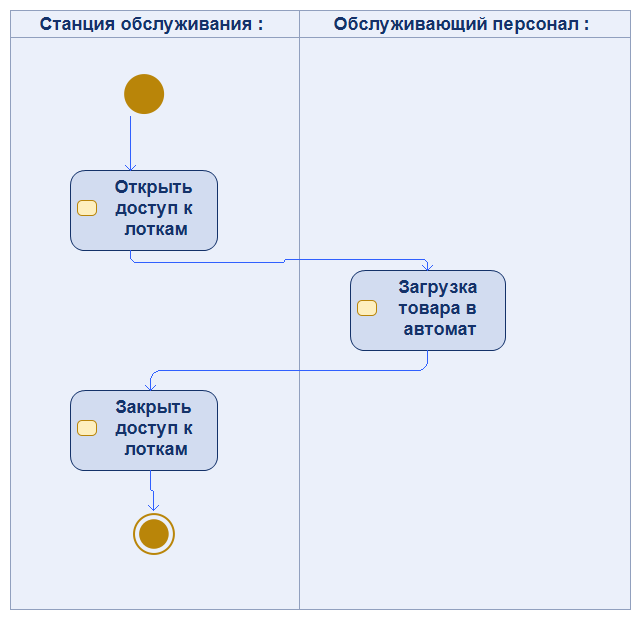 Станция обслуживания :
Обслуживающий персонал :
Открыть
доступ к
лоткам
Загрузка
товара в
автомат
Закрыть
доступ к
лоткам